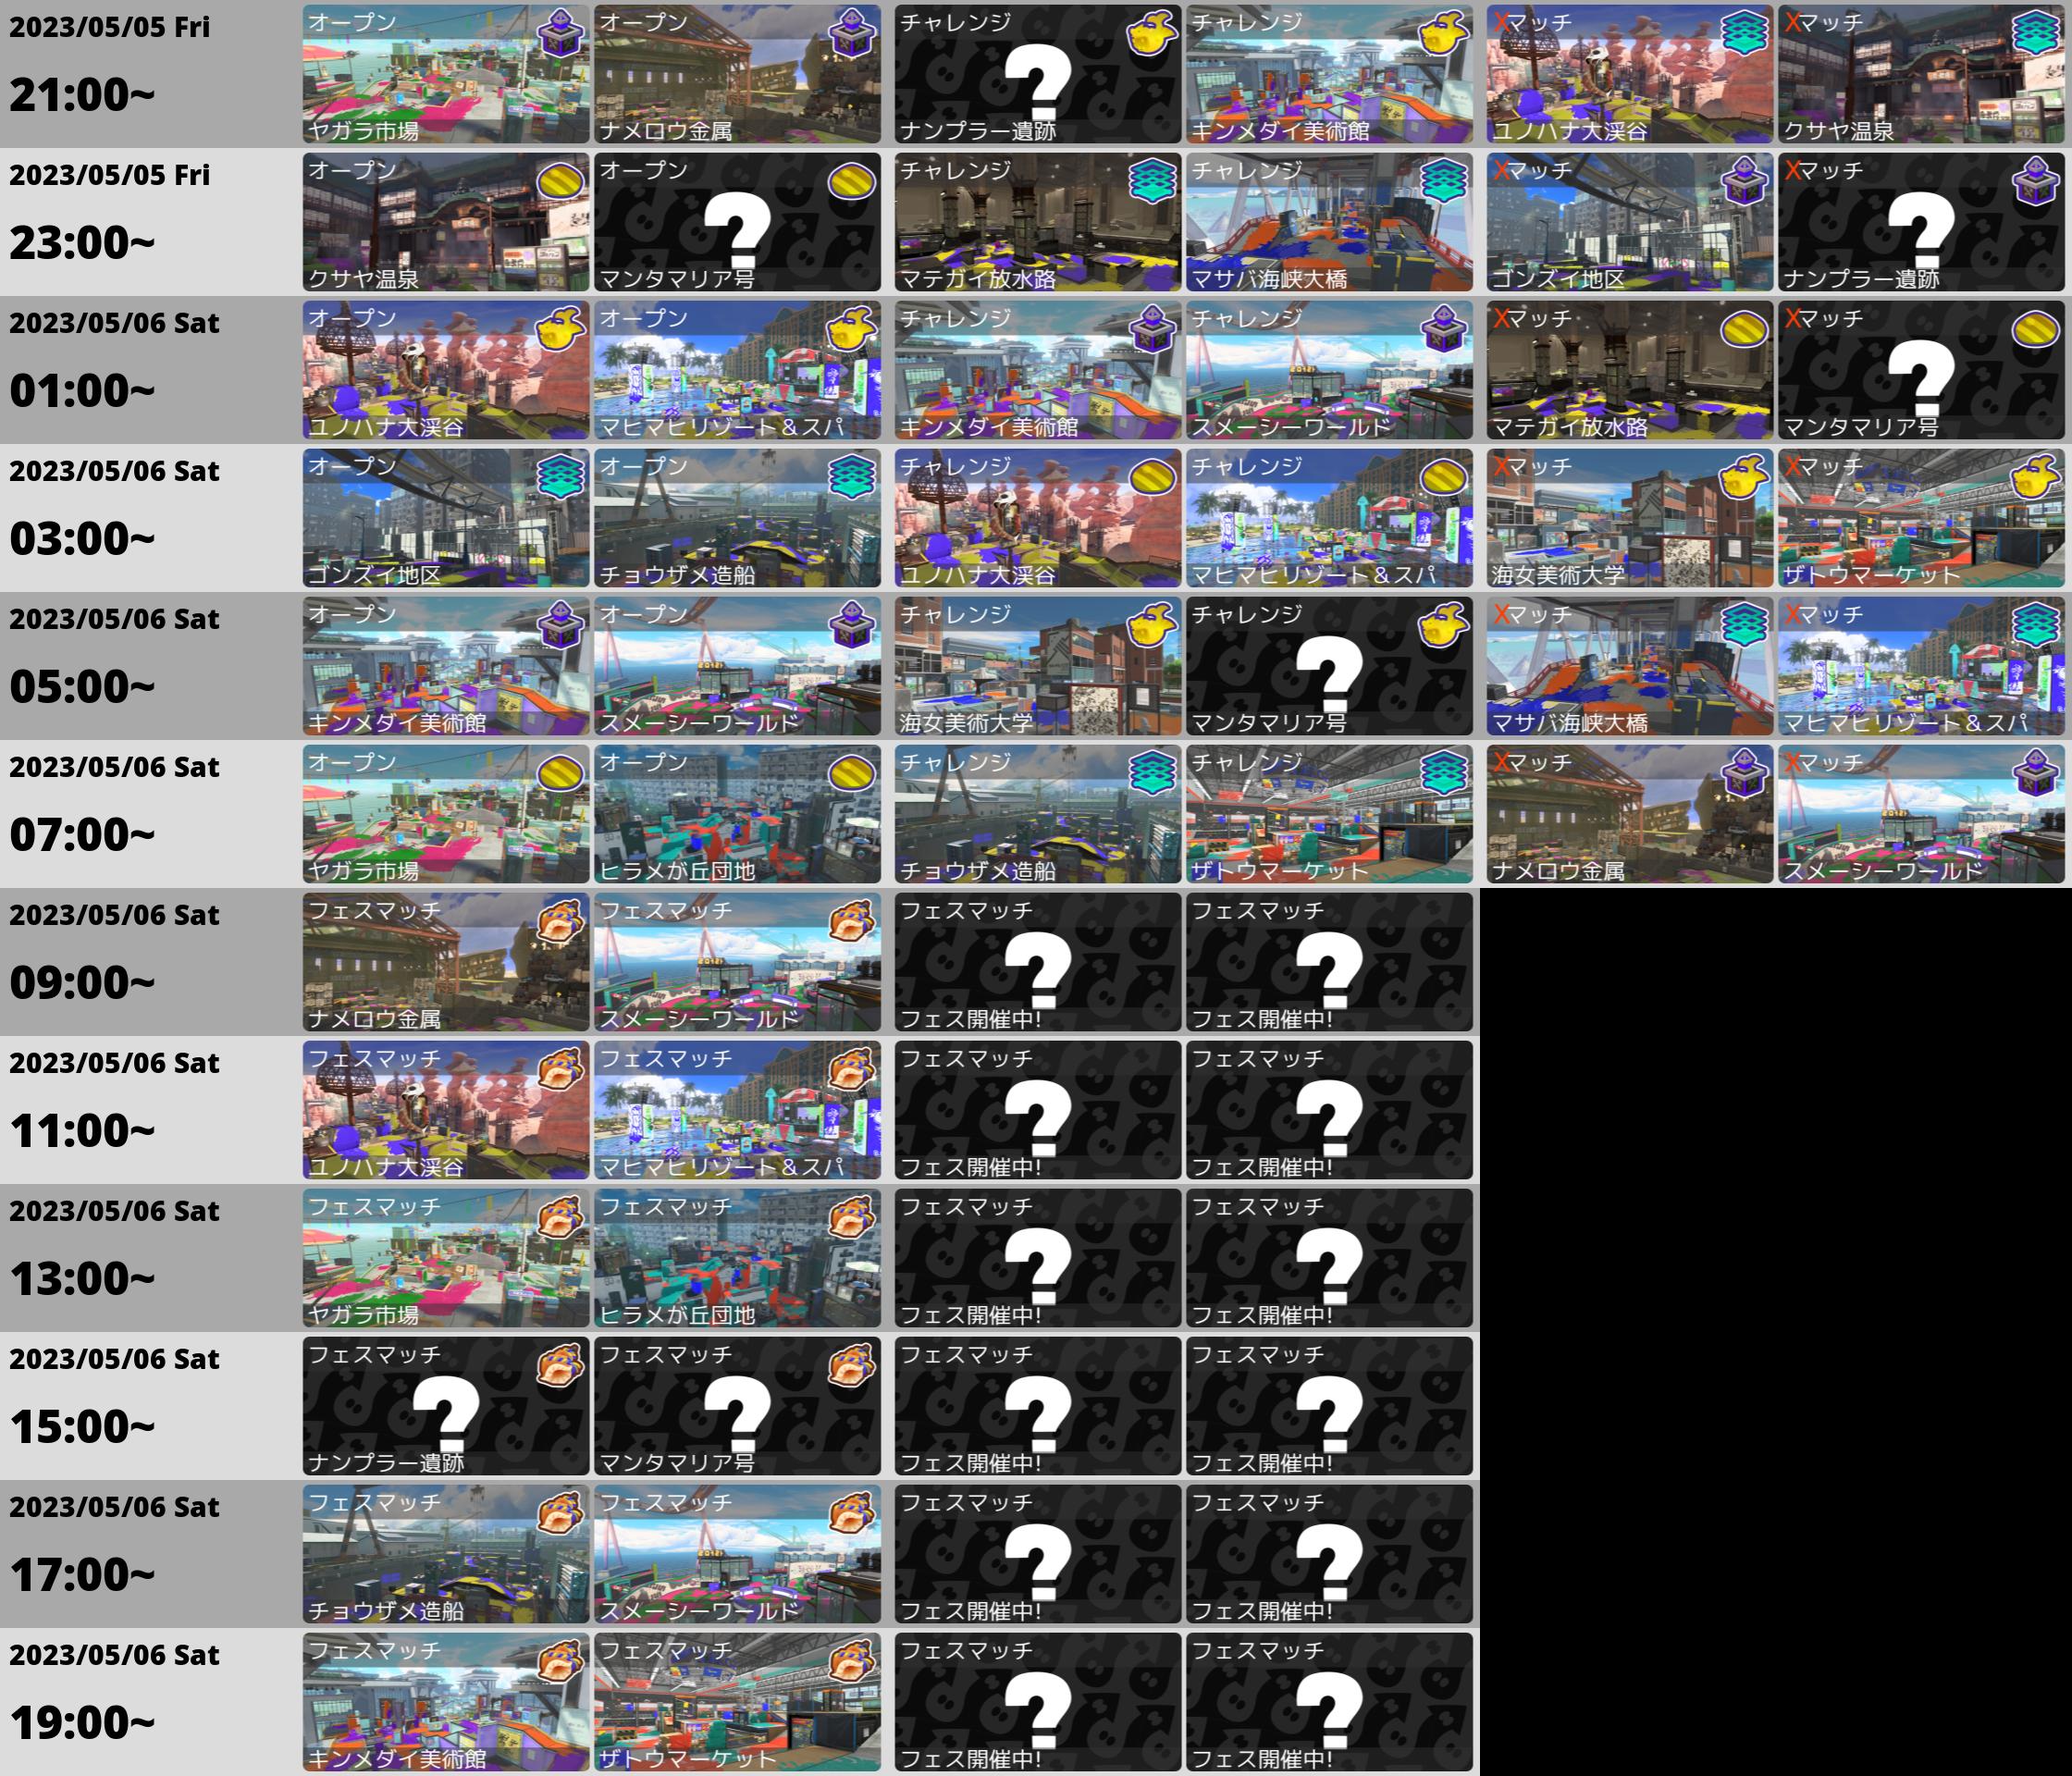 2023/05/05 Fri
21:00~
オープン
ヤガラ市場
オープン
ナメロウ金属
チャレンジ
ナンプラー遺跡
チャレンジ
キンメダイ美術館
Xマッチ
ユノハナ大渓谷
Xマッチ
クサヤ温泉
2023/05/05 Fri
23:00~
オープン
クサヤ温泉
オープン
?
マンタマリア号
チャレンジ
マテガイ放水路
チャレンジ
マサバ海峡大橋
Xマッチ
ゴンズイ地区
Xマッチ
?
ナンプラー遺跡
2023/05/06 Sat
01:00~
オープン
ユノハナ大渓谷
オープン
マヒマヒリゾート＆スパ
チャレンジ
キンメダイ美術館
チャレンジ
スメーシーワールド
Xマッチ
マテガイ放水路
Xマッチ
?
マンタマリア号
2023/05/06 Sat
03:00~
オープン
ゴンズイ地区
オープン
チョウザメ造船
チャレンジ
ユノハナ大渓谷
チャレンジ
マヒマヒリゾート＆スパ
Xマッチ
海女美術大学
Xマッチ
ザトウマーケット
2023/05/06 Sat
05:00~
オープン
キンメダイ美術館
オープン
スメーシーワールド
チャレンジ
海女美術大学
チャレンジ
?
マンタマリア号
Xマッチ
マサバ海峡大橋
Xマッチ
マヒマヒリゾート＆スパ
2023/05/06 Sat
07:00~
オープン
ヤガラ市場
オープン
ヒラメが丘団地
チャレンジ
チョウザメ造船
チャレンジ
ザトウマーケット
Xマッチ
ナメロウ金属
Xマッチ
スメーシーワールド
2023/05/06 Sat
09:00~
フェスマッチ
ナメロウ金属
フェスマッチ
スメーシーワールド
フェスマッチ
?
フェス開催中!
フェスマッチ
?
フェス開催中!
2023/05/06 Sat
11:00~
フェスマッチ
ユノハナ大渓谷
フェスマッチ
マヒマヒリゾート＆スパ
フェスマッチ
?
フェス開催中!
フェスマッチ
?
フェス開催中!
2023/05/06 Sat
13:00~
フェスマッチ
ヤガラ市場
フェスマッチ
ヒラメが丘団地
フェスマッチ
?
フェス開催中!
フェスマッチ
?
フェス開催中!
2023/05/06 Sat
15:00~
フェスマッチ
?
ナンプラー遺跡
フェスマッチ
?
マンタマリア号
フェスマッチ
?
フェス開催中!
フェスマッチ
?
フェス開催中!
2023/05/06 Sat
17:00~
フェスマッチ
チョウザメ造船
フェスマッチ
スメーシーワールド
フェスマッチ
?
フェス開催中!
フェスマッチ
?
フェス開催中!
2023/05/06 Sat
19:00~
フェスマッチ
キンメダイ美術館
フェスマッチ
ザトウマーケット
フェスマッチ
?
フェス開催中!
フェスマッチ
?
フェス開催中!